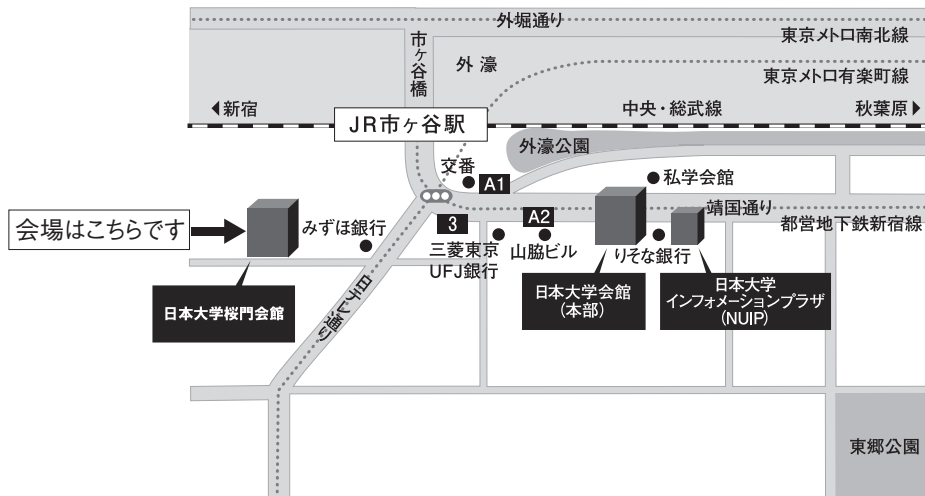 外堀通り
東京メトロ南北線
市ヶ谷橋
外 濠
東京メトロ有楽町線
新宿
中央・総武線
秋葉原
JR市ヶ谷駅
外濠公園
交番
A1
私学会館
靖国通り
会場はこちらです
みずほ銀行
3
A2
都営地下鉄新宿線
三菱東京
UFJ銀行
山脇ビル
りそな銀行
日本大学桜門会館
日本大学会館
(本部)
日本大学
インフォメーションプラザ
(NUIP)
日テレ通り
東郷公園